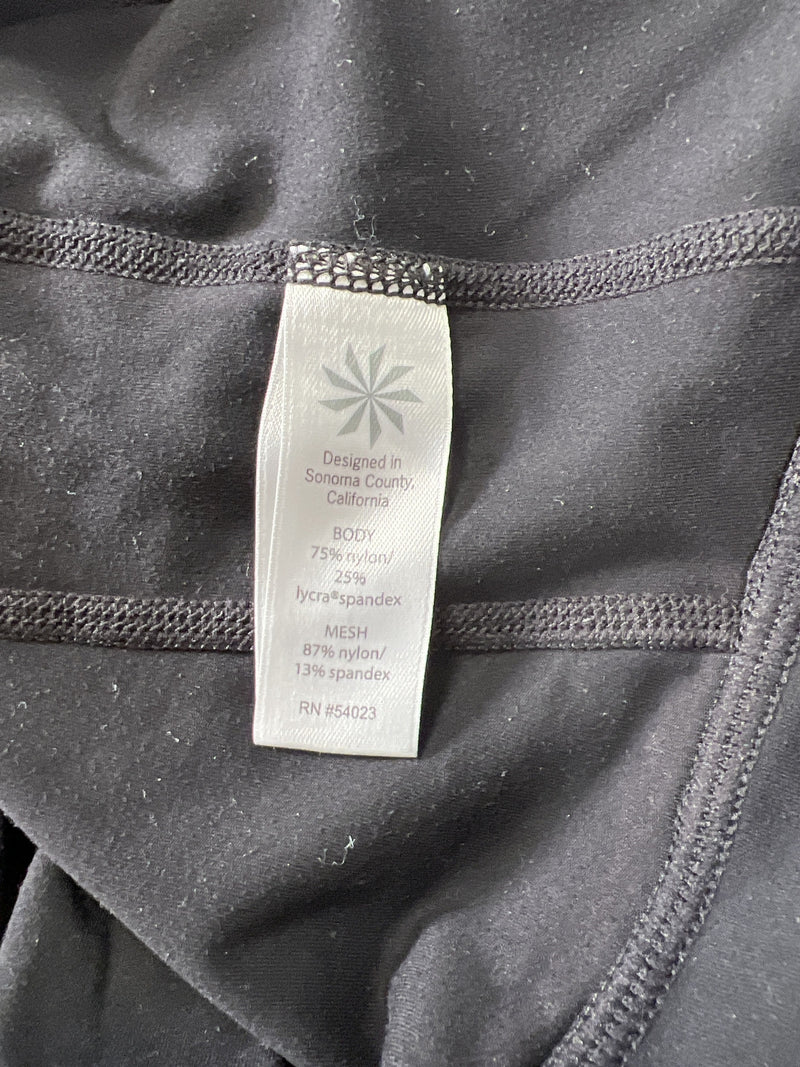 Designed in
Sonoma County,
California
BODY
75% nylon/
25%
lycra®spandex
MESH
87% nylon/
13% spandex
RN #54023